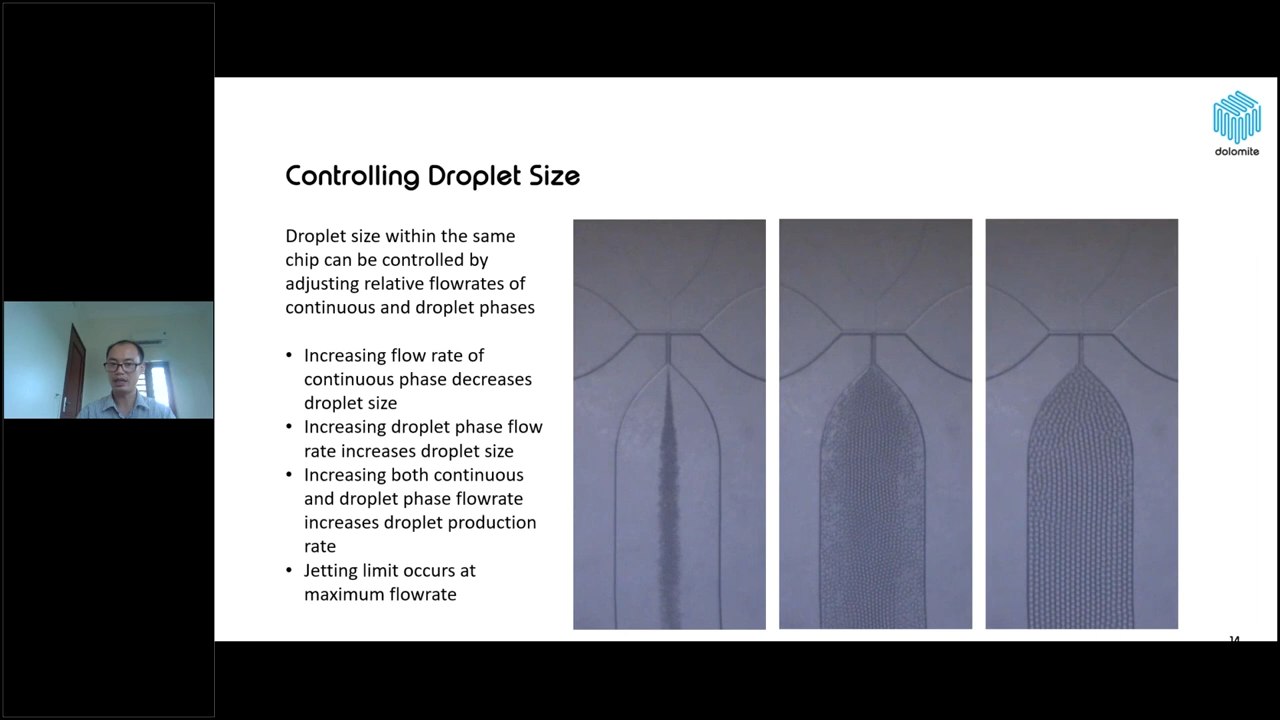 dolomite
Controlling Droplet Size
Droplet size within the same
chip can be controlled by
adjusting relative flowrates of
continuous and droplet phases
• Increasing flow rate of
continuous phase decreases
droplet size
• Increasing droplet phase flow
rate increases droplet size
• Increasing both continuous
and droplet phase flowrate
increases droplet production
rate
• Jetting limit occurs at
maximum flowrate
14